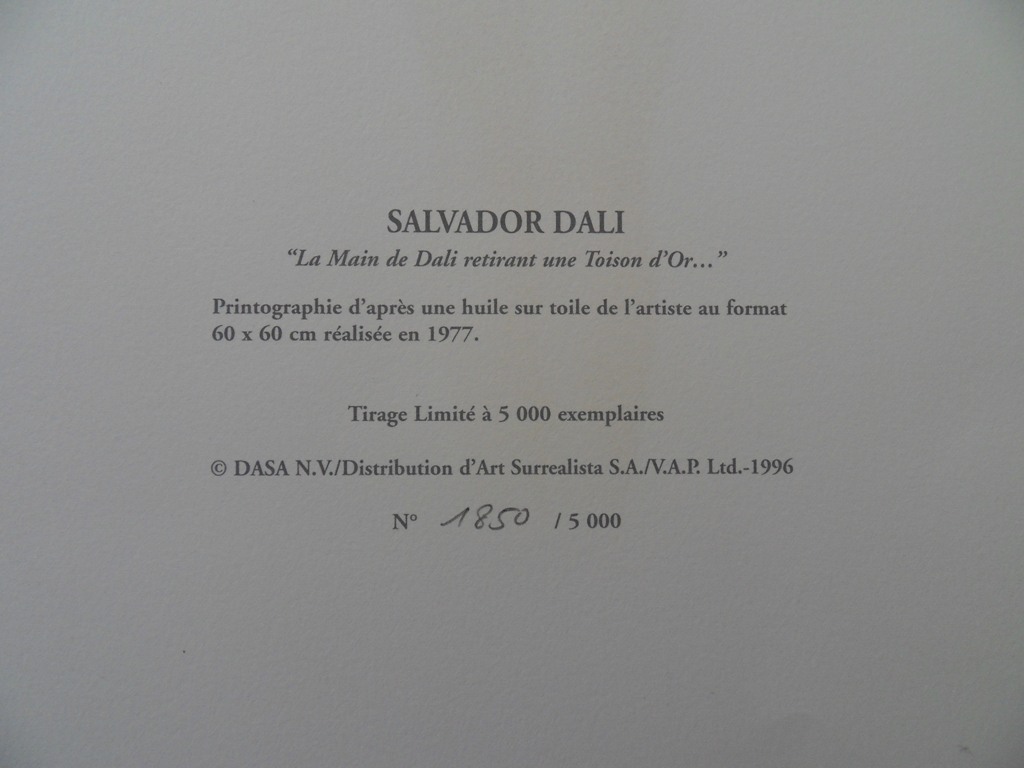 SALVADOR DALI
“La Main de Dali retirant une Toison d’Or…”
Printographie d’après une huile sur toile de l’artiste au format
60 x 60 cm réalisée en 1977.
Tirage Limité à 5 000 exemplaires
© DASA N.V./Distribution d’Art Surrealista S.A./V.A.P. Ltd.-1996
N° 1850 / 5 000